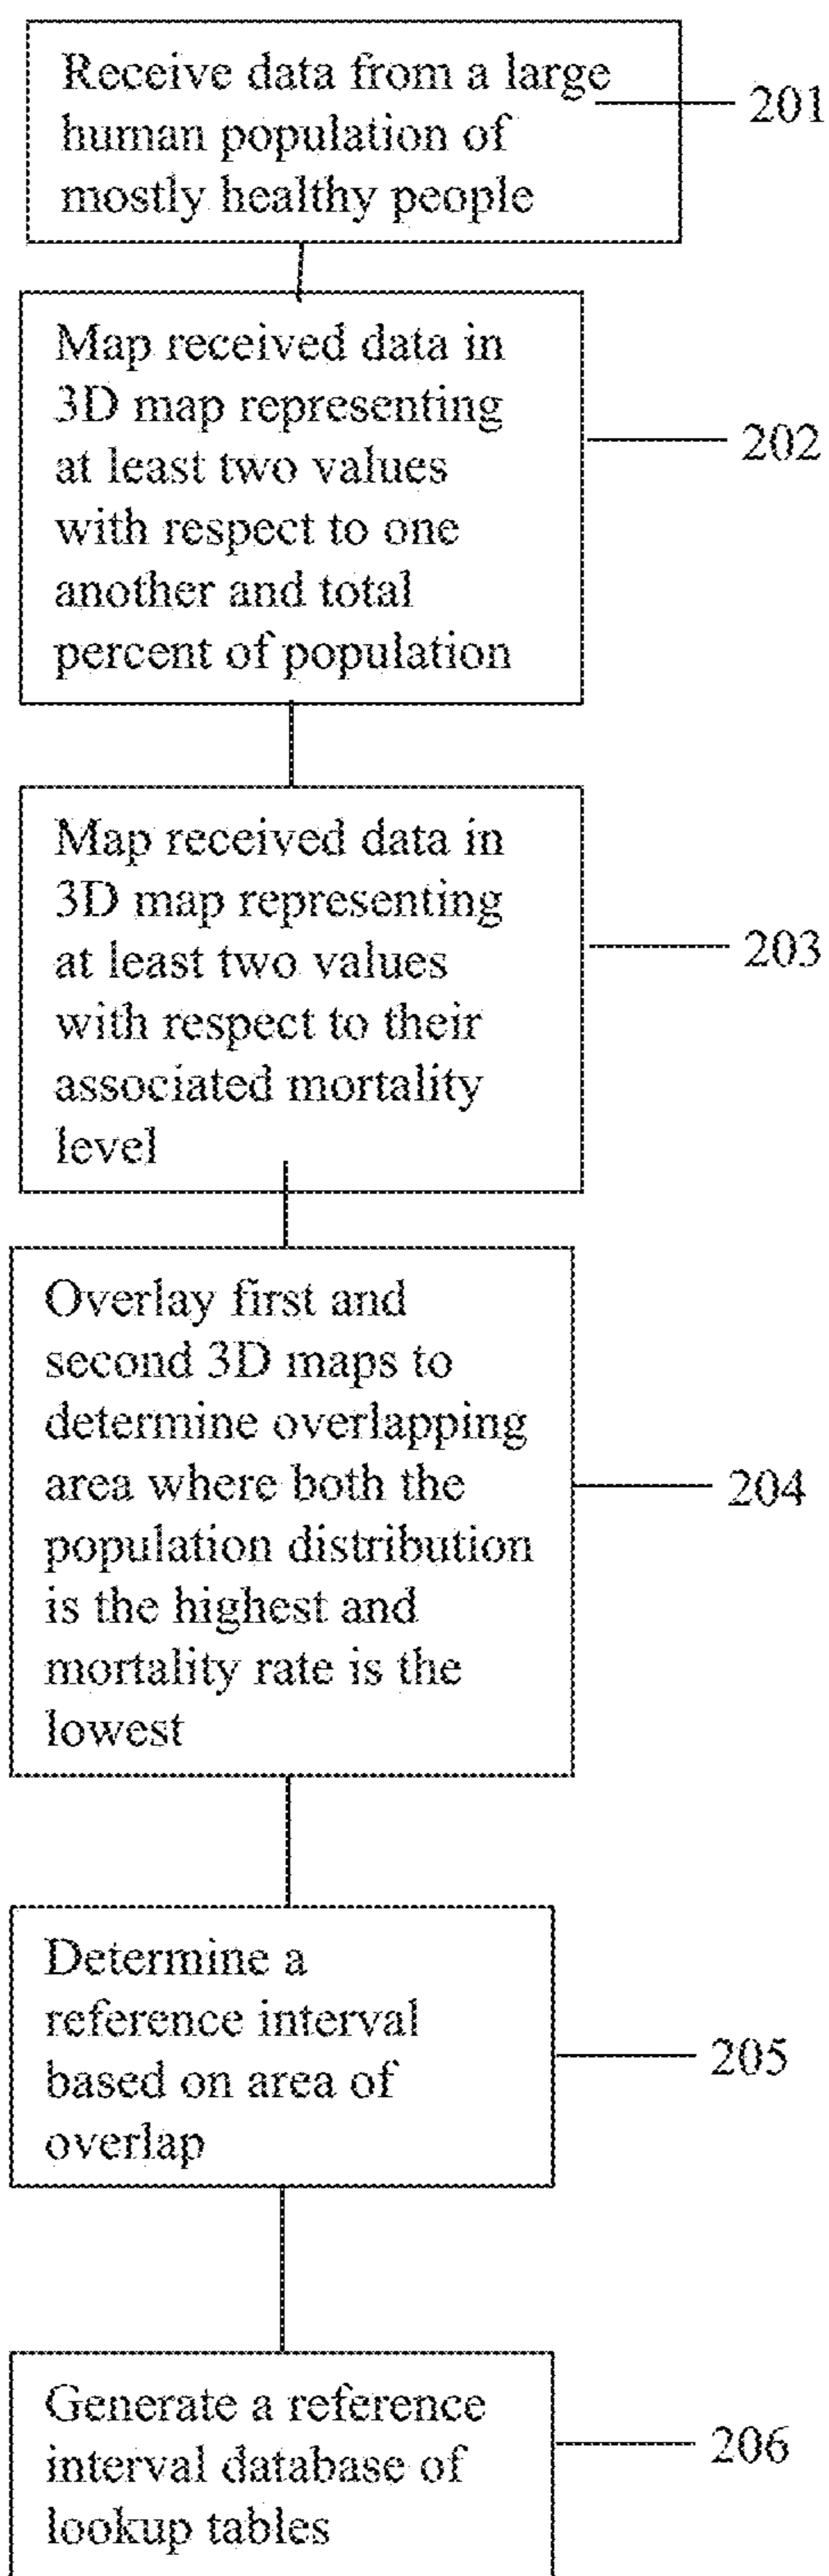 Receive data from a large
human population of
mostly healthy people
201
Map received data in
3D map representing
at least two values
with respect to one
another and total
percent of population
202
Map received data in
3D map representing
at least two values
with respect to their
associated mortality
level
203
Overlay first and
second 3D maps to
determine overlapping
area where both the
population distribution
is the highest and
mortality rate is the
lowest
204
Determine a
reference interval
based on area of
overlap
205
Generate a reference
interval database of
lookup tables
206